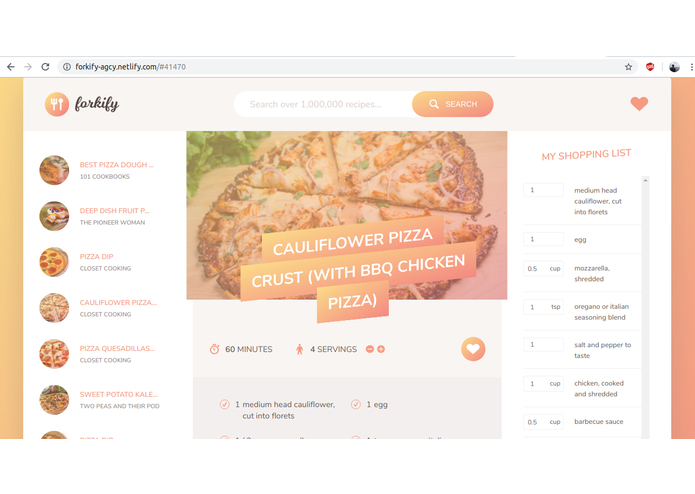 forkify-agcy.netlify.com/#41470
forkify
Search over 1,000,000 recipes...
SEARCH
BEST PIZZA DOUGH ...
101 COOKBOOKS
DEEP DISH FRUIT P...
THE PIONEER WOMAN
PIZZA DIP
CLOSET COOKING
CAULIFLOWER PIZZA...
CLOSET COOKING
PIZZA QUESADILLAS...
CLOSET COOKING
SWEET POTATO KALE...
TWO PEAS AND THEIR POD
CAULIFLOWER PIZZA
CRUST (WITH BBQ CHICKEN
PIZZA)
60 MINUTES
4 SERVINGS
1 medium head cauliflower,
cut into florets
1 egg
MY SHOPPING LIST
1 medium head
cauliflower, cut
into florets
1 egg
0.5 cup mozzarella,
shredded
1 tsp oregano or italian
seasoning blend
1 salt and pepper to
taste
1 cup chicken, cooked
and shredded
0.5 cup barbecue sauce